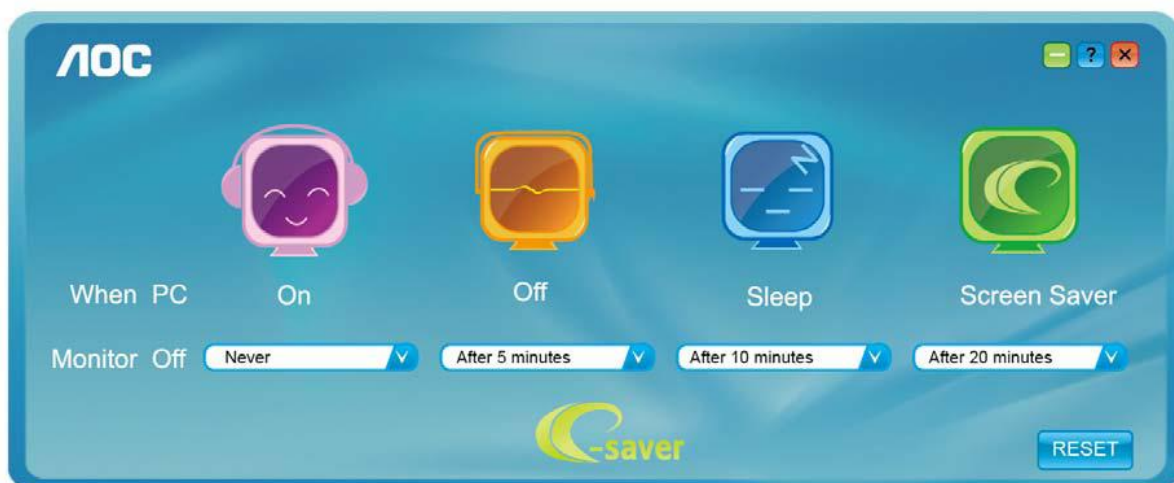 AOC
?
When PC On Off Sleep Screen Saver
Monitor Off Never After 5 minutes After 10 minutes After 20 minutes
e-saver
RESET